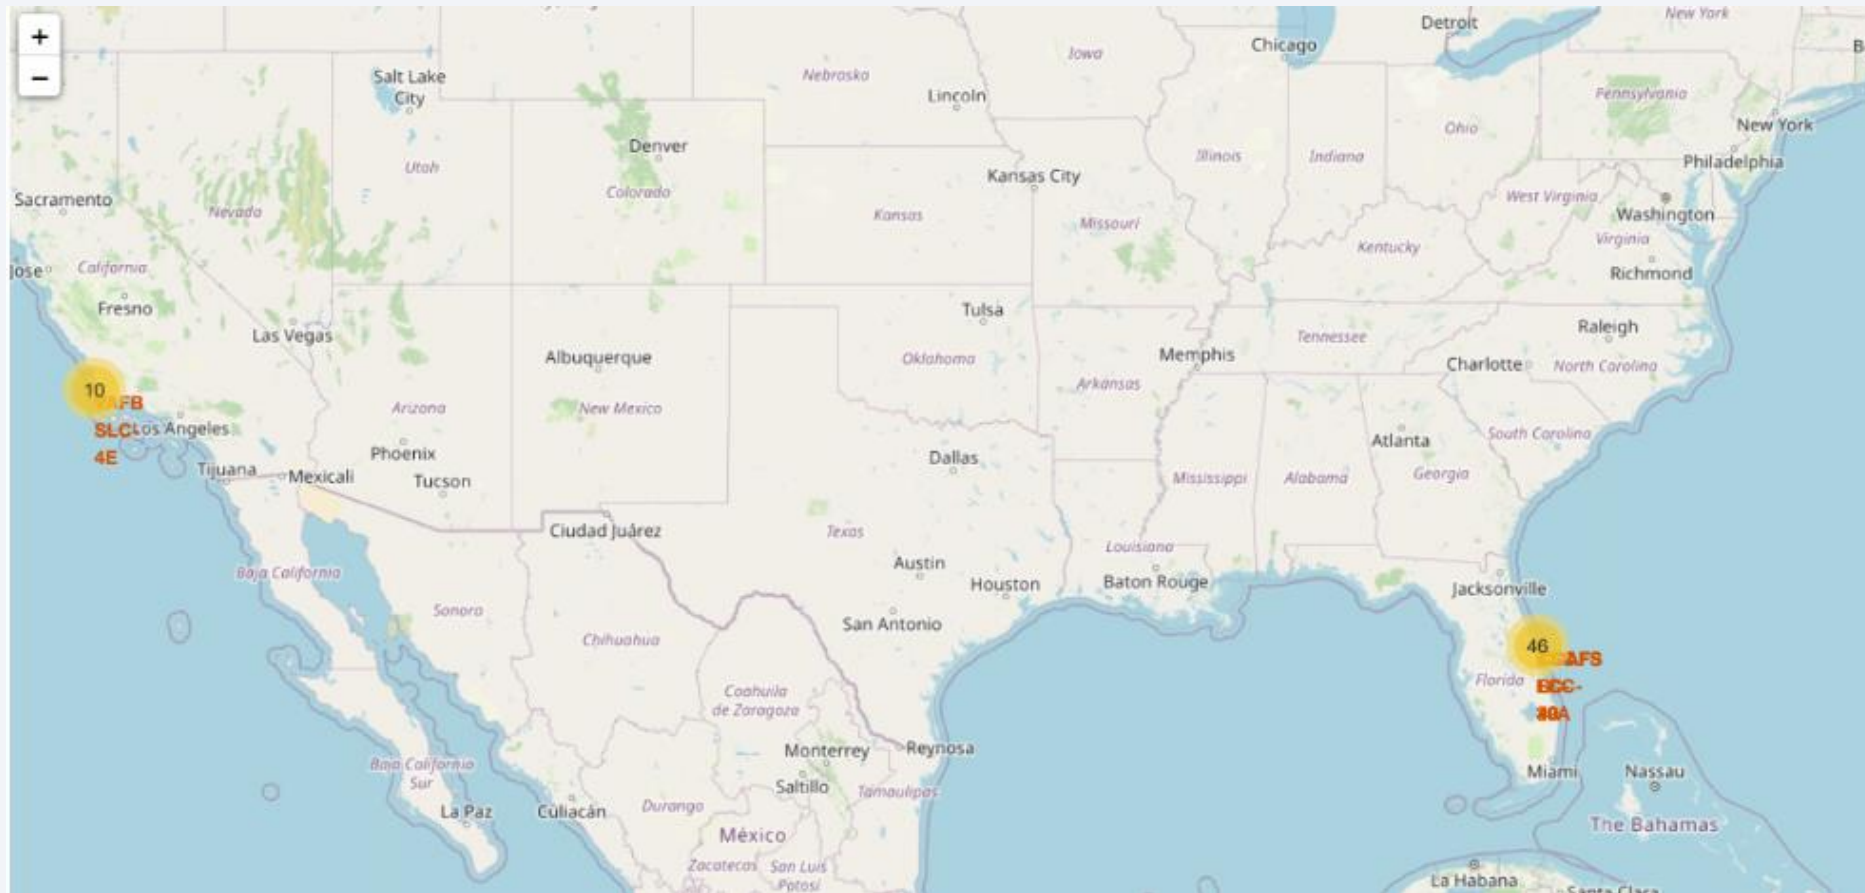 +
−
Salt Lake
City
Sacramento
Nevada
Utah
Jose
California
Fresno
Las Vegas
10
AFB
SLC-
4E
Los Angeles
Tijuana
Mexicali
Arizona
Phoenix
Tucson
Denver
Colorado
Albuquerque
New Mexico
Ciudad Juárez
Nebraska
Lincoln
Kansas
Kansas City
Iowa
Missouri
Tulsa
Oklahoma
Dallas
Texas
Austin
Houston
San Antonio
Chicago
Detroit
Illinois
Indiana
Ohio
Pennsylvania
New York
New York
Philadelphia
West Virginia
Washington
Virginia
Richmond
Kentucky
Tennessee
Memphis
Arkansas
Raleigh
Charlotte
North Carolina
South Carolina
Atlanta
Georgia
Mississippi
Alabama
Louisiana
Baton Rouge
Jacksonville
46
AFS
Florida
Miami
Nassau
The Bahamas
La Habana
Santa Clara
Baja California
Sonora
Chihuahua
Coahuila
de Zaragoza
Monterrey
Reynosa
Saltillo
Tamaulipas
Baja California
Sur
La Paz
Culiacán
Durango
México
Zacatecas
San Luis
Potosí